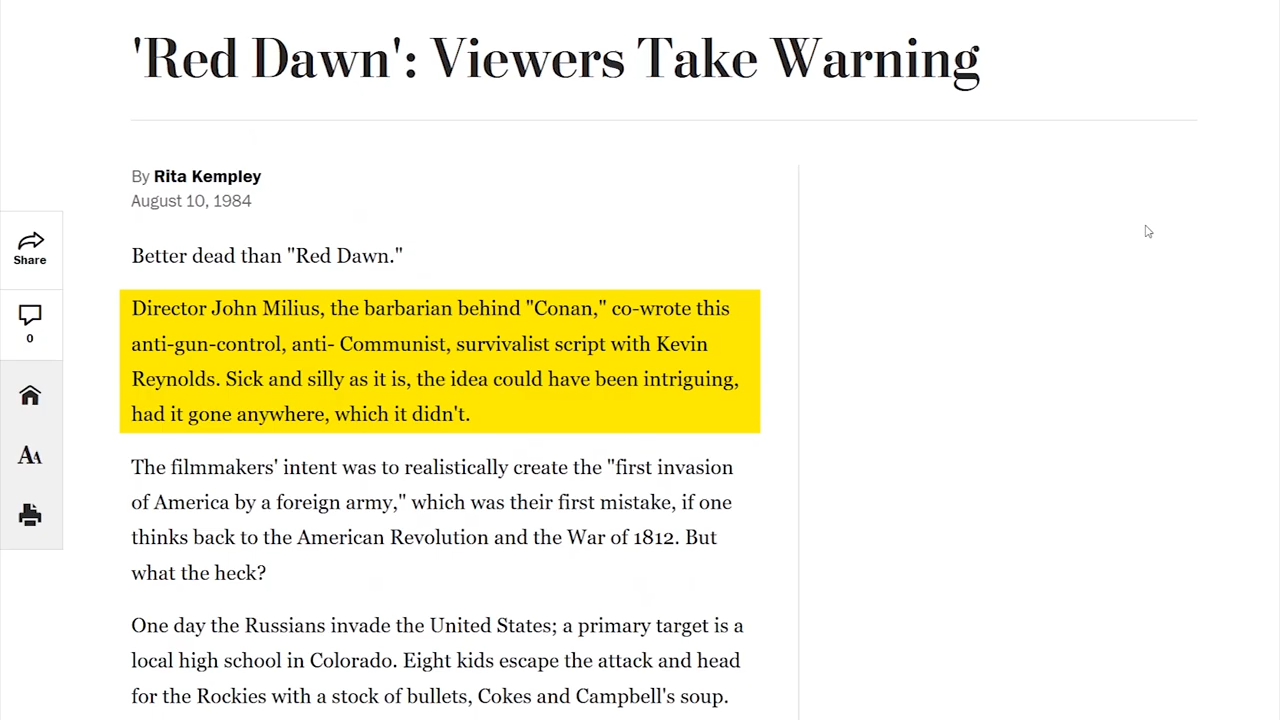 'Red Dawn': Viewers Take Warning
By Rita Kempley
August 10, 1984
Share
0
AA
Better dead than "Red Dawn."
Director John Milius, the barbarian behind "Conan," co-wrote this
anti-gun-control, anti- Communist, survivalist script with Kevin
Reynolds. Sick and silly as it is, the idea could have been intriguing,
had it gone anywhere, which it didn't.
The filmmakers' intent was to realistically create the "first invasion
of America by a foreign army," which was their first mistake, if one
thinks back to the American Revolution and the War of 1812. But
what the heck?
One day the Russians invade the United States; a primary target is a
local high school in Colorado. Eight kids escape the attack and head
for the Rockies with a stock of bullets, Cokes and Campbell's soup.